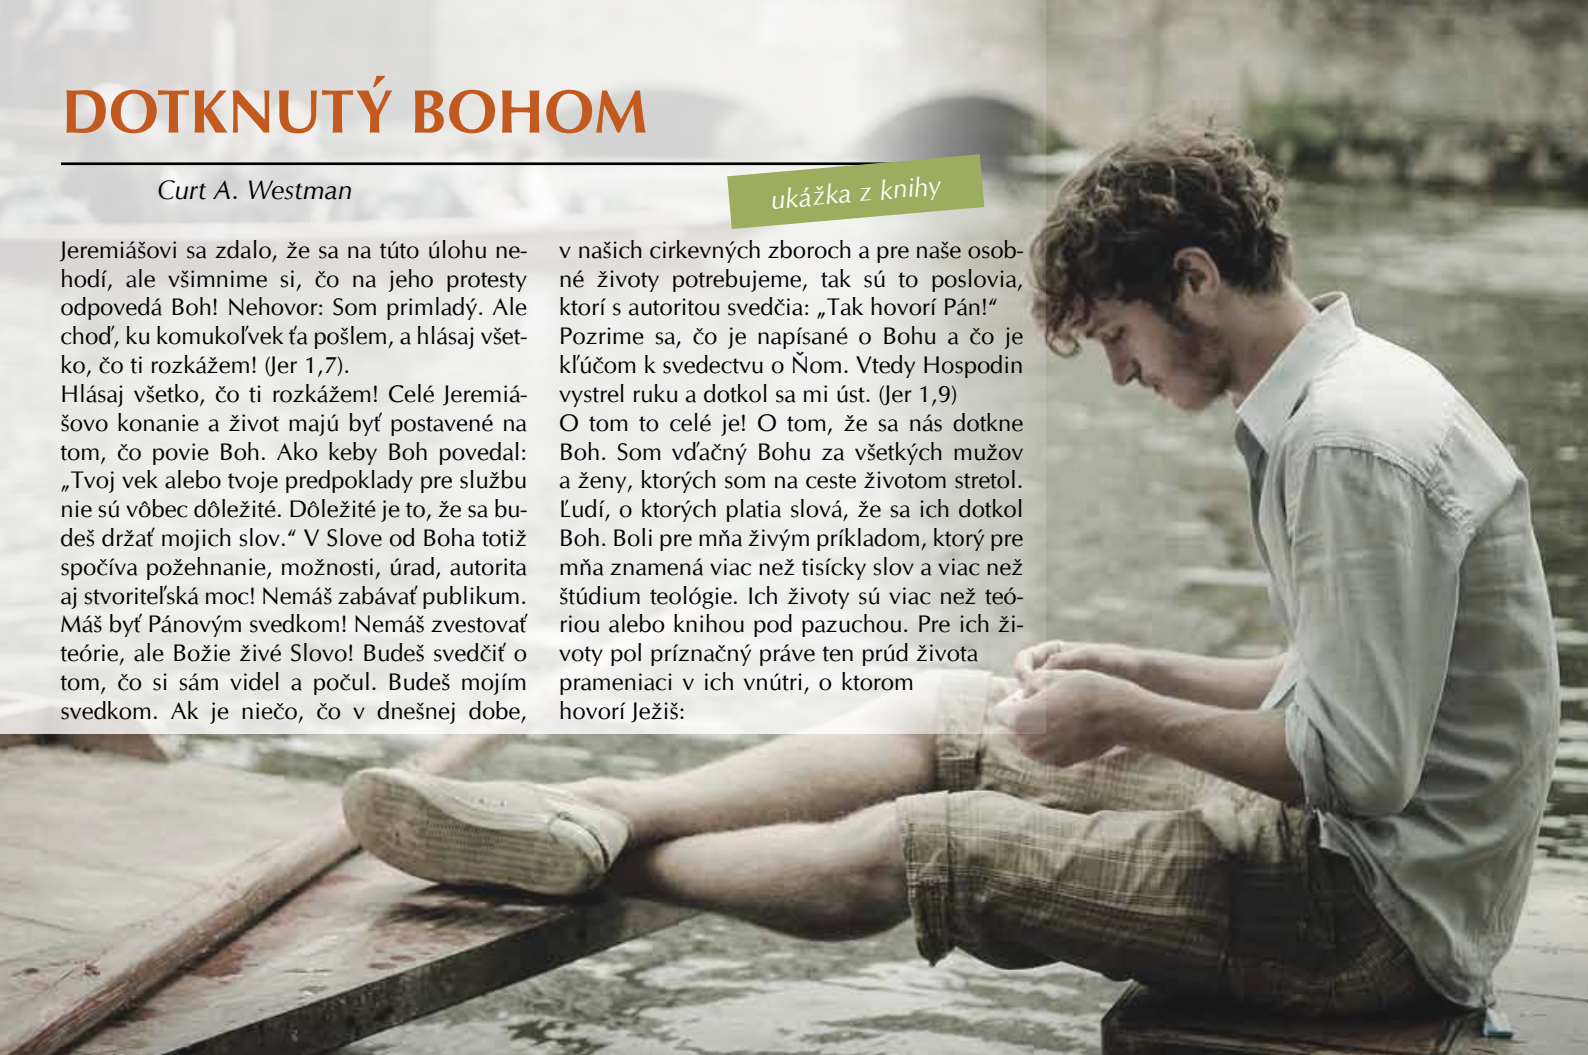 DOTKNUTÝ BOHOM
Curt A. Westman
ukážka z knihy
Jeremiášovi sa zdalo, že sa na túto úlohu ne-
hodí, ale všimnime si, čo na jeho protesty
odpovedá Boh! Nehovor: Som primladý. Ale
choď, ku komukoľvek ťa pošlem, a hlásaj všet-
ko, čo ti rozkážem! (Jer 1,7).
Hlásaj všetko, čo ti rozkážem! Celé Jeremiá-
šovo konanie a život majú byť postavené na
tom, čo povie Boh. Ako keby Boh povedal:
„Tvoj vek alebo tvoje predpoklady pre službu
nie sú vôbec dôležité. Dôležité je to, že sa bu-
deš držať mojich slov.“ V Slove od Boha totiž
spočíva požehnanie, možnosti, úrad, autorita
aj stvoriteľská moc! Nemáš zabávať publikum.
Máš byť Pánovým svedkom! Nemáš zvestovať
teórie, ale Božie živé Slovo! Budeš svedčiť o
tom, čo si sám videl a počul. Budeš mojím
svedkom. Ak je niečo, čo v dnešnej dobe,
v našich cirkevných zboroch a pre naše osob-
né životy potrebujeme, tak sú to poslovia,
ktorí s autoritou svedčia: „Tak hovorí Pán!“
Pozrime sa, čo je napísané o Bohu a čo je
kľúčom k svedectvu o Ňom. Vtedy Hospodin
vystrel ruku a dotkol sa mi úst. (Jer 1,9)
O tom to celé je! O tom, že sa nás dotkne
Boh. Som vďačný Bohu za všetkých mužov
a ženy, ktorých som na ceste životom stretol.
Ľudí, o ktorých platia slová, že sa ich dotkol
Boh. Boli pre mňa živým príkladom, ktorý pre
mňa znamená viac než tisícky slov a viac než
štúdium teológie. Ich životy sú viac než teó-
riou alebo knihou pod pazuchou. Pre ich ži-
voty pol príznačný práve ten prúd života
prameniaci v ich vnútri, o ktorom
hovorí Ježiš: